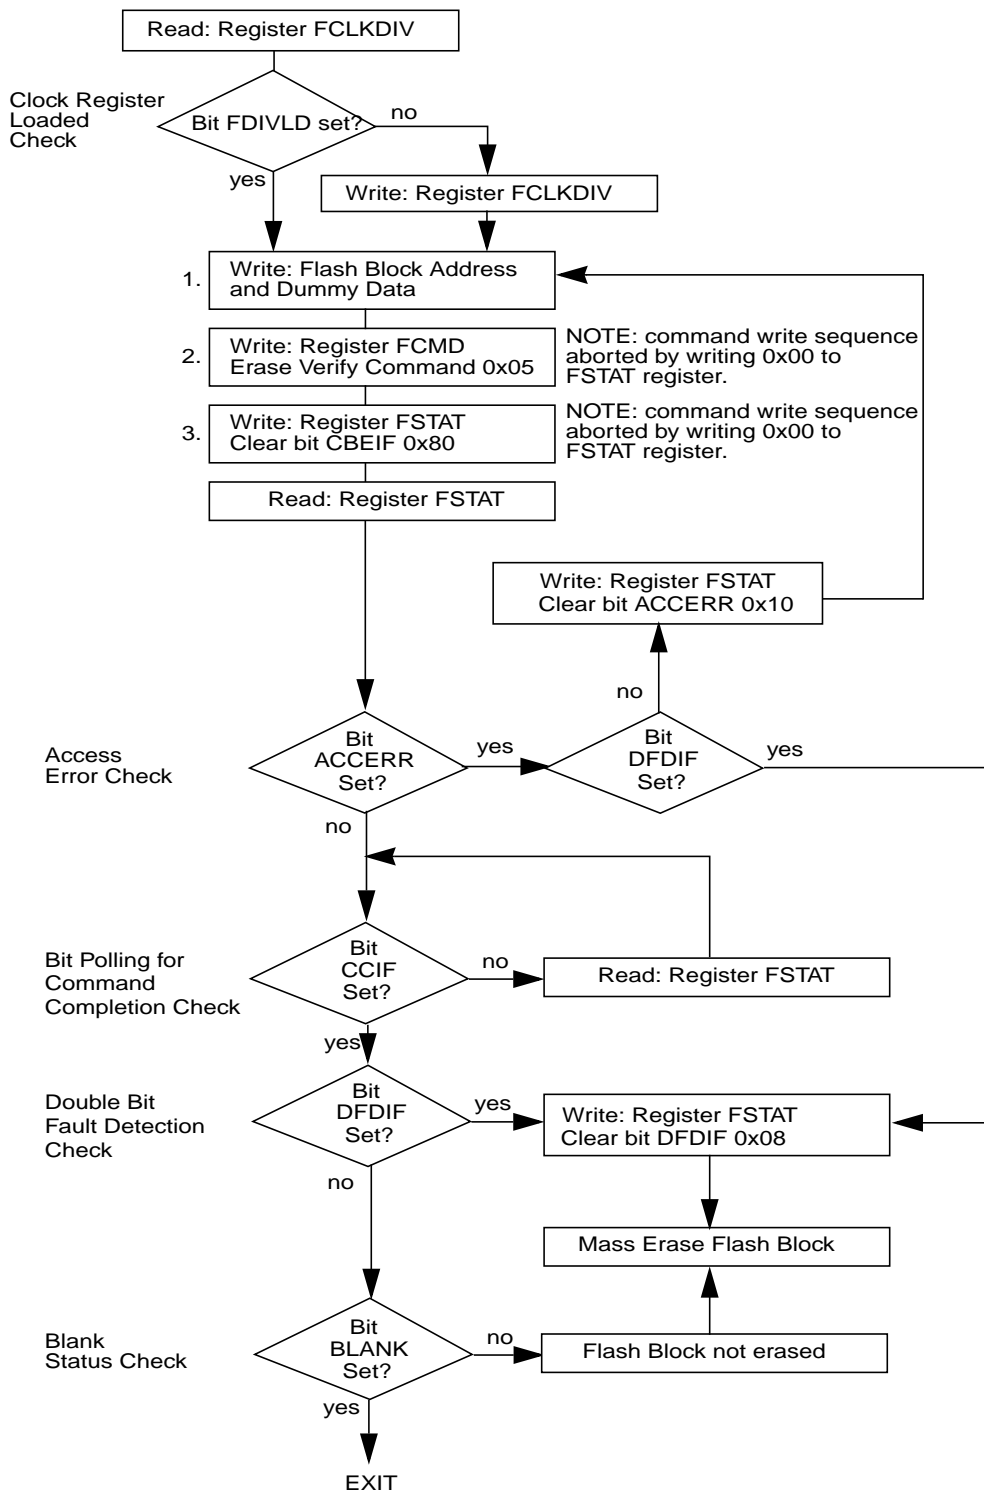 Read: Register FCLKDIV
Clock Register
Loaded
Check
Bit FDIVLD set?
no
yes
Write: Register FCLKDIV
1.
Write: Flash Block Address
and Dummy Data
2.
Write: Register FCMD
Erase Verify Command 0x05
NOTE: command write sequence
aborted by writing 0x00 to
FSTAT register.
3.
Write: Register FSTAT
Clear bit CBEIF 0x80
NOTE: command write sequence
aborted by writing 0x00 to
FSTAT register.
Read: Register FSTAT
Write: Register FSTAT
Clear bit ACCERR 0x10
no
Access
Error Check
Bit
ACCERR
Set?
yes
Bit
DFDIF
Set?
yes
no
Bit Polling for
Command
Completion Check
Bit
CCIF
Set?
no
Read: Register FSTAT
yes
Double Bit
Fault Detection
Check
Bit
DFDIF
Set?
yes
Write: Register FSTAT
Clear bit DFDIF 0x08
no
Mass Erase Flash Block
Blank
Status Check
Bit
BLANK
Set?
no
Flash Block not erased
yes
EXIT